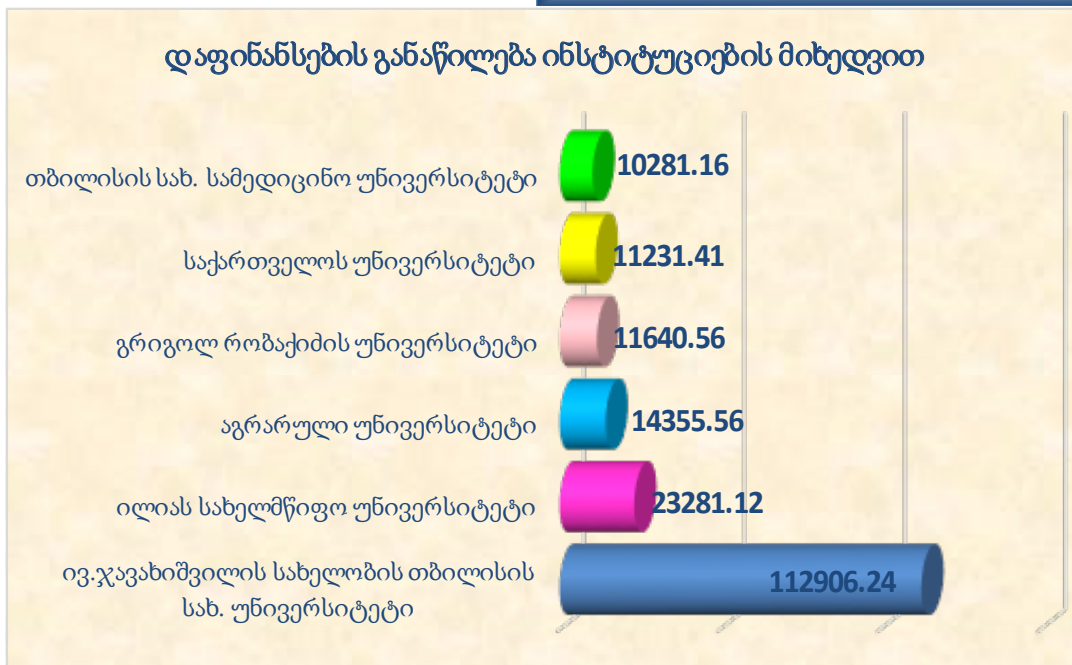 დაფინანსების განაწილება ინსტიტუციების მიხედვით
თბილისის სახ. სამედიცინო უნივერსიტეტი
10281.16
საქართველოს უნივერსიტეტი
11231.41
გრიგოლ რობაქიძის უნივერსიტეტი
11640.56
აგრარული უნივერსიტეტი
14355.56
ილიას სახელმწიფო უნივერსიტეტი
23281.12
ივ.ჯავახიშვილის სახელობის თბილისის
სახ. უნივერსიტეტი
112906.24